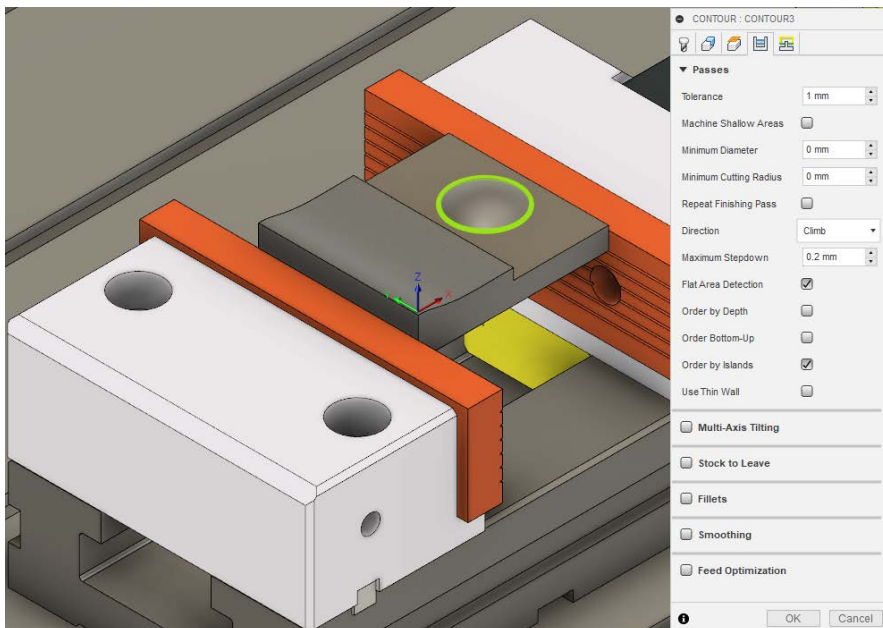 CONTOUR : CONTOUR3
Passes
Tolerance 1 mm
Machine Shallow Areas
Minimum Diameter 0 mm
Minimum Cutting Radius 0 mm
Repeat Finishing Pass
Direction Climb
Maximum Stepdown 0.2 mm
Flat Area Detection
Order by Depth
Order Bottom-Up
Order by Islands
Use Thin Wall
Multi-Axis Tilting
Stock to Leave
Fillets
Smoothing
Feed Optimization
OK Cancel
Z
Y X